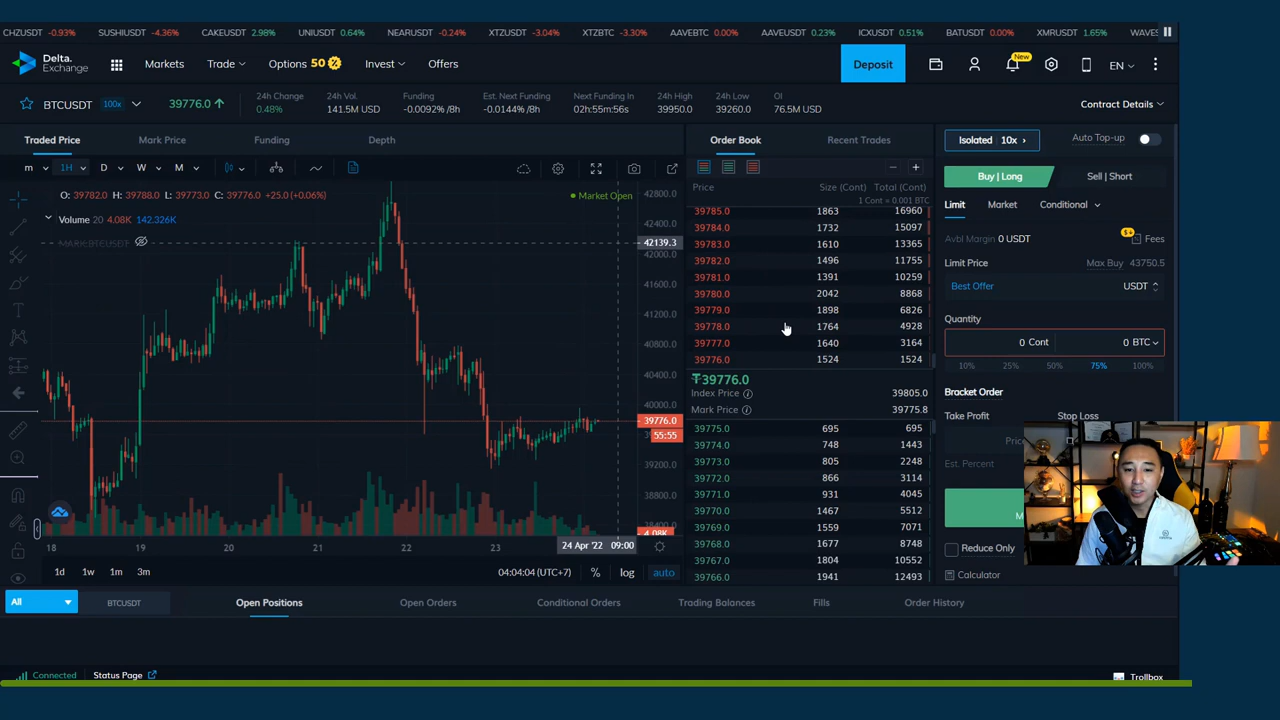 CHZUSDT -0.93% SUSHIUSDT -4.36% CAKEUSDT 2.98% UNIUSDT 0.64% NEARUSDT -0.24% XTZUSDT -3.04% XTZBTC -3.30% AAVEBTC 0.00% AAVEUSDT 0.23% ICXUSDT 0.51% BATUSDT 0.00% XMRUSDT 1.65% WAVES
Delta.
Exchange
Markets Trade Options 50 Invest Offers Deposit New EN
BTCUSDT 100x 39776.0
24h Change 24h Vol. Funding Est. Next Funding Next Funding In 24h High 24h Low OI
0.48% 141.5M USD -0.0092% /8h -0.0144% /8h 02h:55m:56s 39950.0 39260.0 76.5M USD
Contract Details
Traded Price Mark Price Funding Depth
m 1H D W M
O: 39782.0 H: 39788.0 L: 39773.0 C: 39776.0 +25.0 (+0.06%)
Market Open
Volume 20 4.08K 142.326K
MARK:BTCUSDT
42800.0
42400.0
42139.3
42000.0
41600.0
41200.0
40800.0
40400.0
40000.0
39776.0
55:55
39200.0
38800.0
38400.0
4.08K
18 19 20 21 22 23 24 Apr '22 09:00
1d 1w 1m 3m 04:04:04 (UTC+7) % log auto
Order Book Recent Trades
Price Size (Cont) Total (Cont)
1 Cont = 0.001 BTC
39785.0 1863 16960
39784.0 1732 15097
39783.0 1610 13365
39782.0 1496 11755
39781.0 1391 10259
39780.0 2042 8868
39779.0 1898 6826
39778.0 1764 4928
39777.0 1640 3164
39776.0 1524 1524
39776.0
Index Price 39805.0
Mark Price 39775.8
39775.0 695 695
39774.0 748 1443
39773.0 805 2248
39772.0 866 3114
39771.0 931 4045
39770.0 1467 5512
39769.0 1559 7071
39768.0 1677 8748
39767.0 1804 10552
39766.0 1941 12493
Isolated 10x Auto Top-up
Buy | Long Sell | Short
Limit Market Conditional
Avbl Margin 0 USDT Fees
Limit Price Max Buy 43750.5
Best Offer USDT
Quantity
0 Cont 0 BTC
10% 25% 50% 75% 100%
Bracket Order
Take Profit Stop Loss
Est. Percent
Reduce Only
Calculator
All BTCUSDT Open Positions Open Orders Conditional Orders Trading Balances Fills Order History
Connected Status Page Trollbox